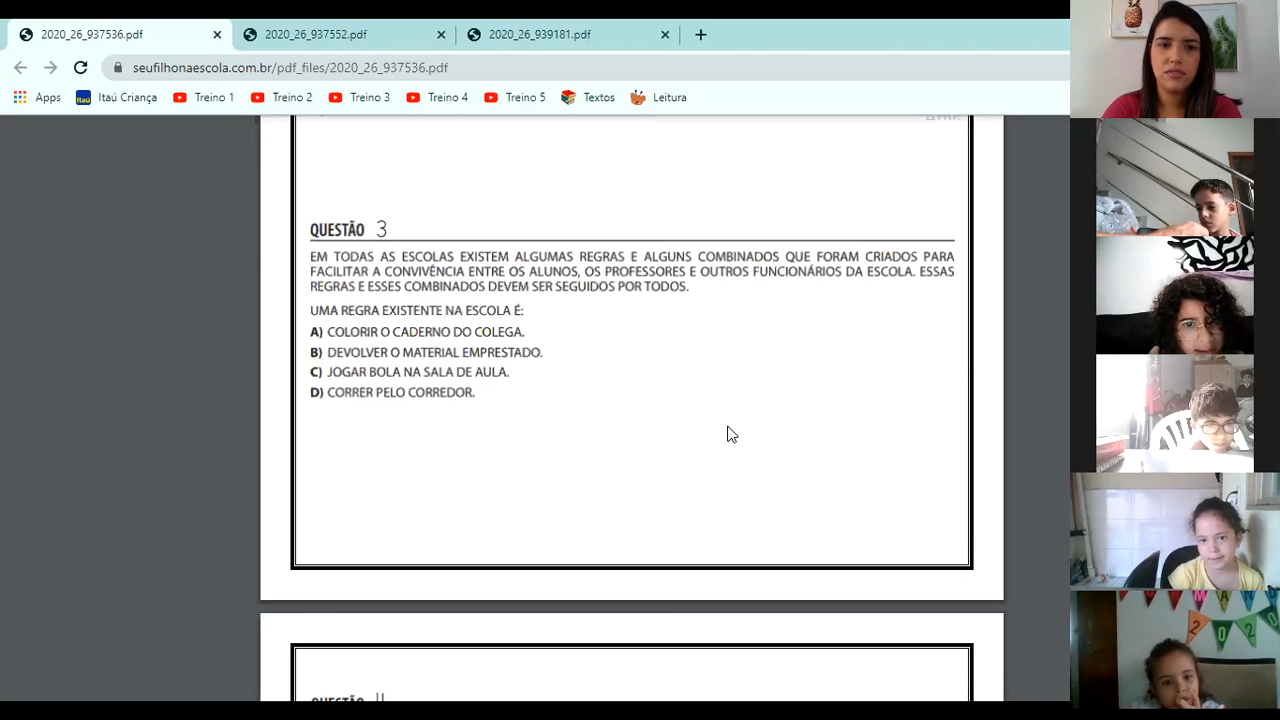 2020_26_937536.pdf
2020_26_937552.pdf
2020_26_939181.pdf
seufilhonaescola.com.br/pdf_files/2020_26_937536.pdf
Apps
Itaú
Itaú Criança
Treino 1
Treino 2
Treino 3
Treino 4
Treino 5
Textos
Leitura
QUESTÃO 3
EM TODAS AS ESCOLAS EXISTEM ALGUMAS REGRAS E ALGUNS COMBINADOS QUE FORAM CRIADOS PARA
FACILITAR A CONVIVÊNCIA ENTRE OS ALUNOS, OS PROFESSORES E OUTROS FUNCIONÁRIOS DA ESCOLA. ESSAS
REGRAS E ESSES COMBINADOS DEVEM SER SEGUIDOS POR TODOS.
UMA REGRA EXISTENTE NA ESCOLA É:
A) COLORIR O CADERNO DO COLEGA.
B) DEVOLVER O MATERIAL EMPRESTADO.
C) JOGAR BOLA NA SALA DE AULA.
D) CORRER PELO CORREDOR.
QUESTÃO
2020